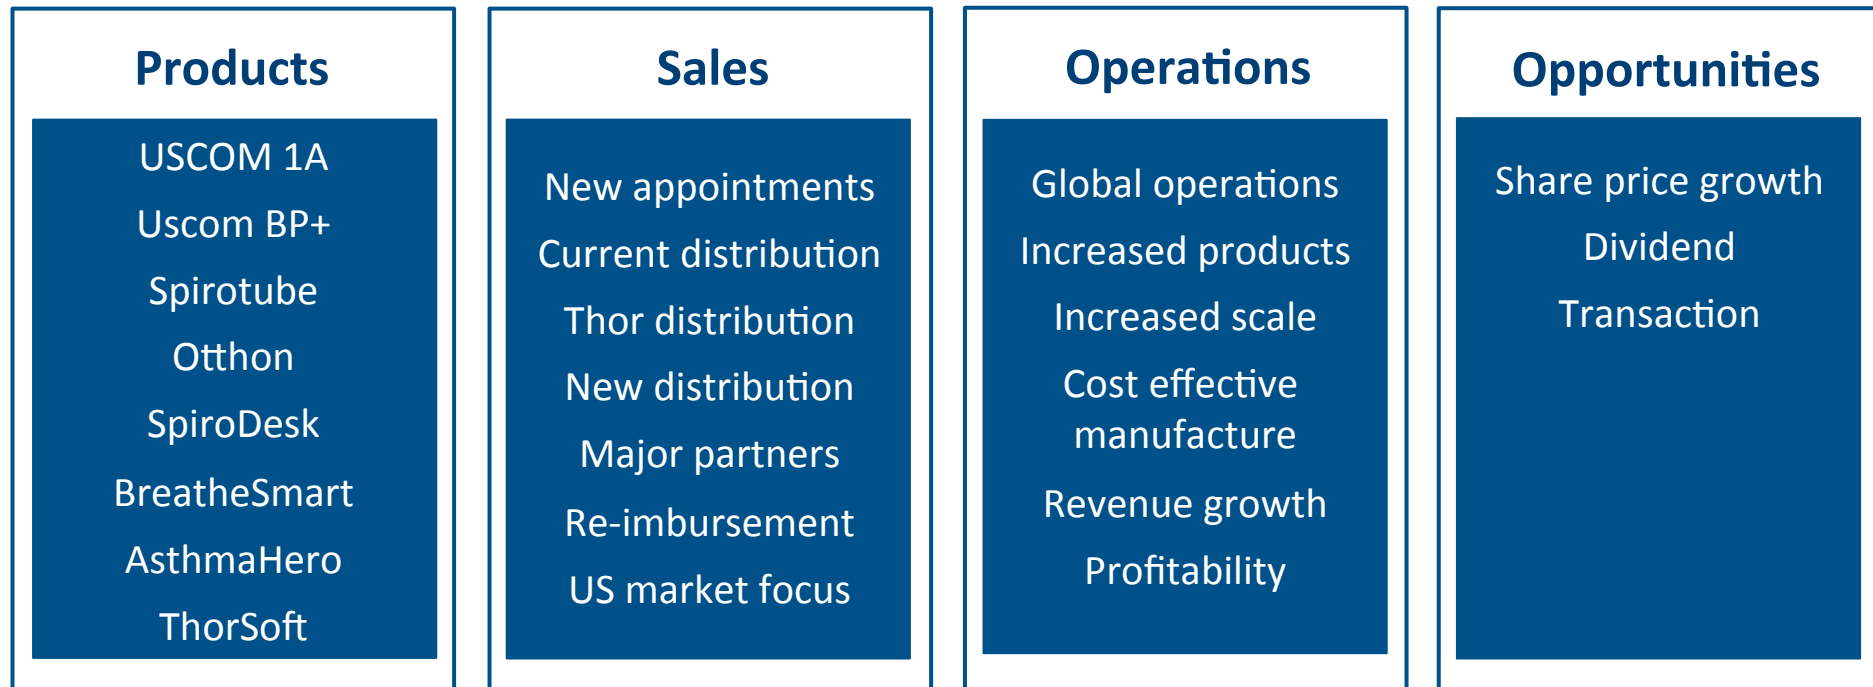 Products
USCOM 1A
Uscom BP+
Spirotube
Otthon
SpiroDesk
BreatheSmart
AsthmaHero
ThorSoft
Sales
New appointments
Current distribution
Thor distribution
New distribution
Major partners
Re-imbursement
US market focus
Operations
Global operations
Increased products
Increased scale
Cost effective
manufacture
Revenue growth
Profitability
Opportunities
Share price growth
Dividend
Transaction